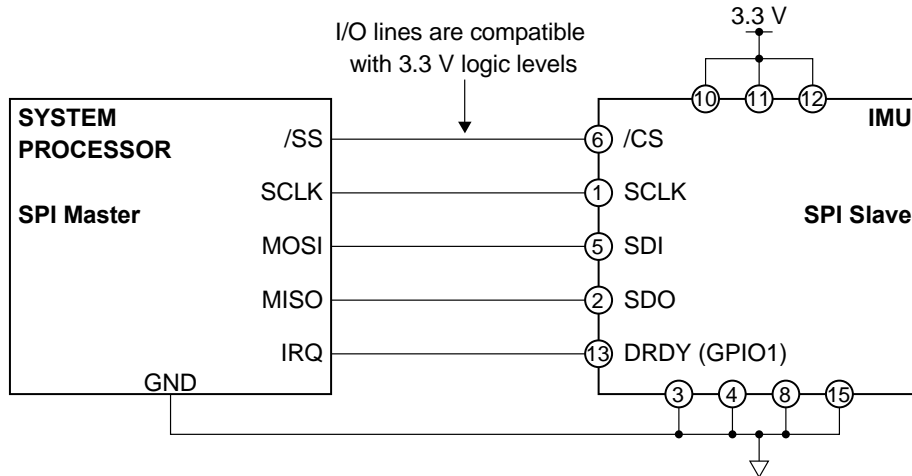 3.3 V
I/O lines are compatible
with 3.3 V logic levels
10 11 12
SYSTEM
PROCESSOR
SPI Master
/SS
SCLK
MOSI
MISO
IRQ
GND
IMU
SPI Slave
6 /CS
1 SCLK
5 SDI
2 SDO
13 DRDY (GPIO1)
3 4 8 15